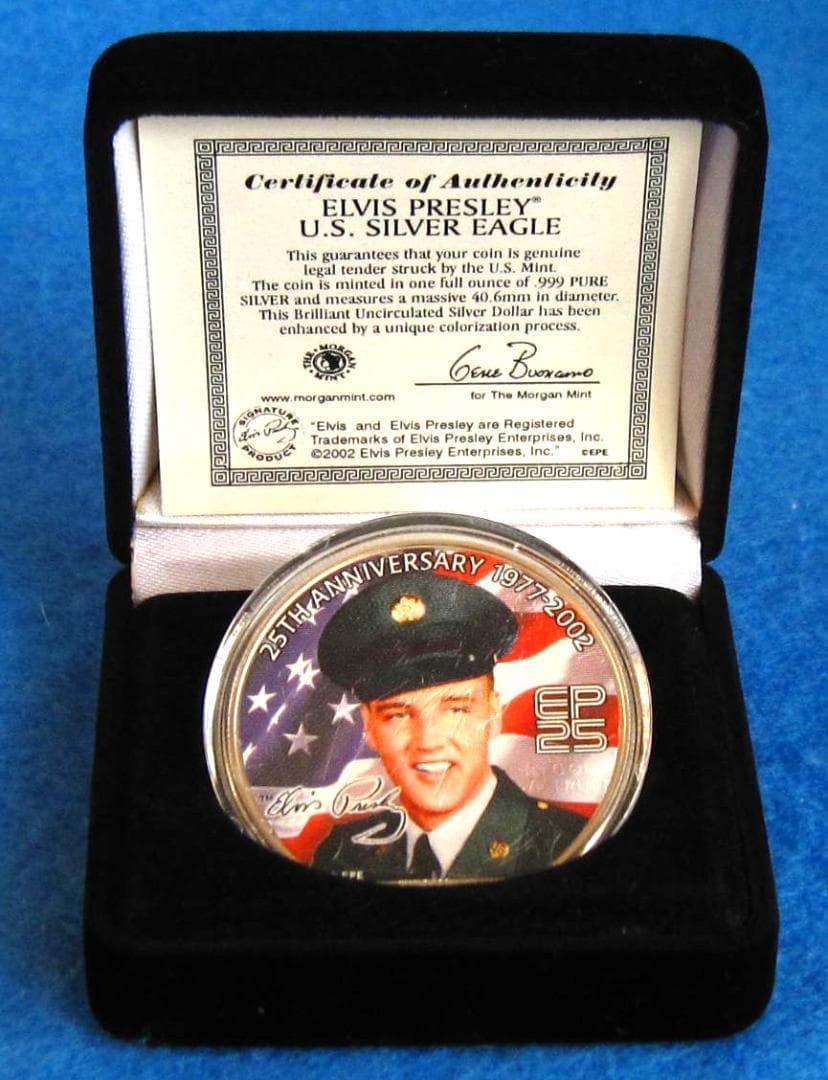 Certificate of Authenticity
ELVIS PRESLEY®
U.S. SILVER EAGLE
This guarantees that your coin is genuine
legal tender struck by the U.S. Mint.
The coin is minted in one full ounce of .999 PURE
SILVER and measures a massive 40.6mm in diameter.
This Brilliant Uncirculated Silver Dollar has been
enhanced by a unique colorization process.
THE MORGAN MINT
Gene Buonamo
www.morganmint.com
for The Morgan Mint
SIGNATURE
Elvis Presley
PRODUCT
"Elvis and Elvis Presley are Registered
Trademarks of Elvis Presley Enterprises, Inc.
©2002 Elvis Presley Enterprises, Inc."
©EPE
25TH ANNIVERSARY 1977-2002
EP
25
TM Elvis Presley
EPE